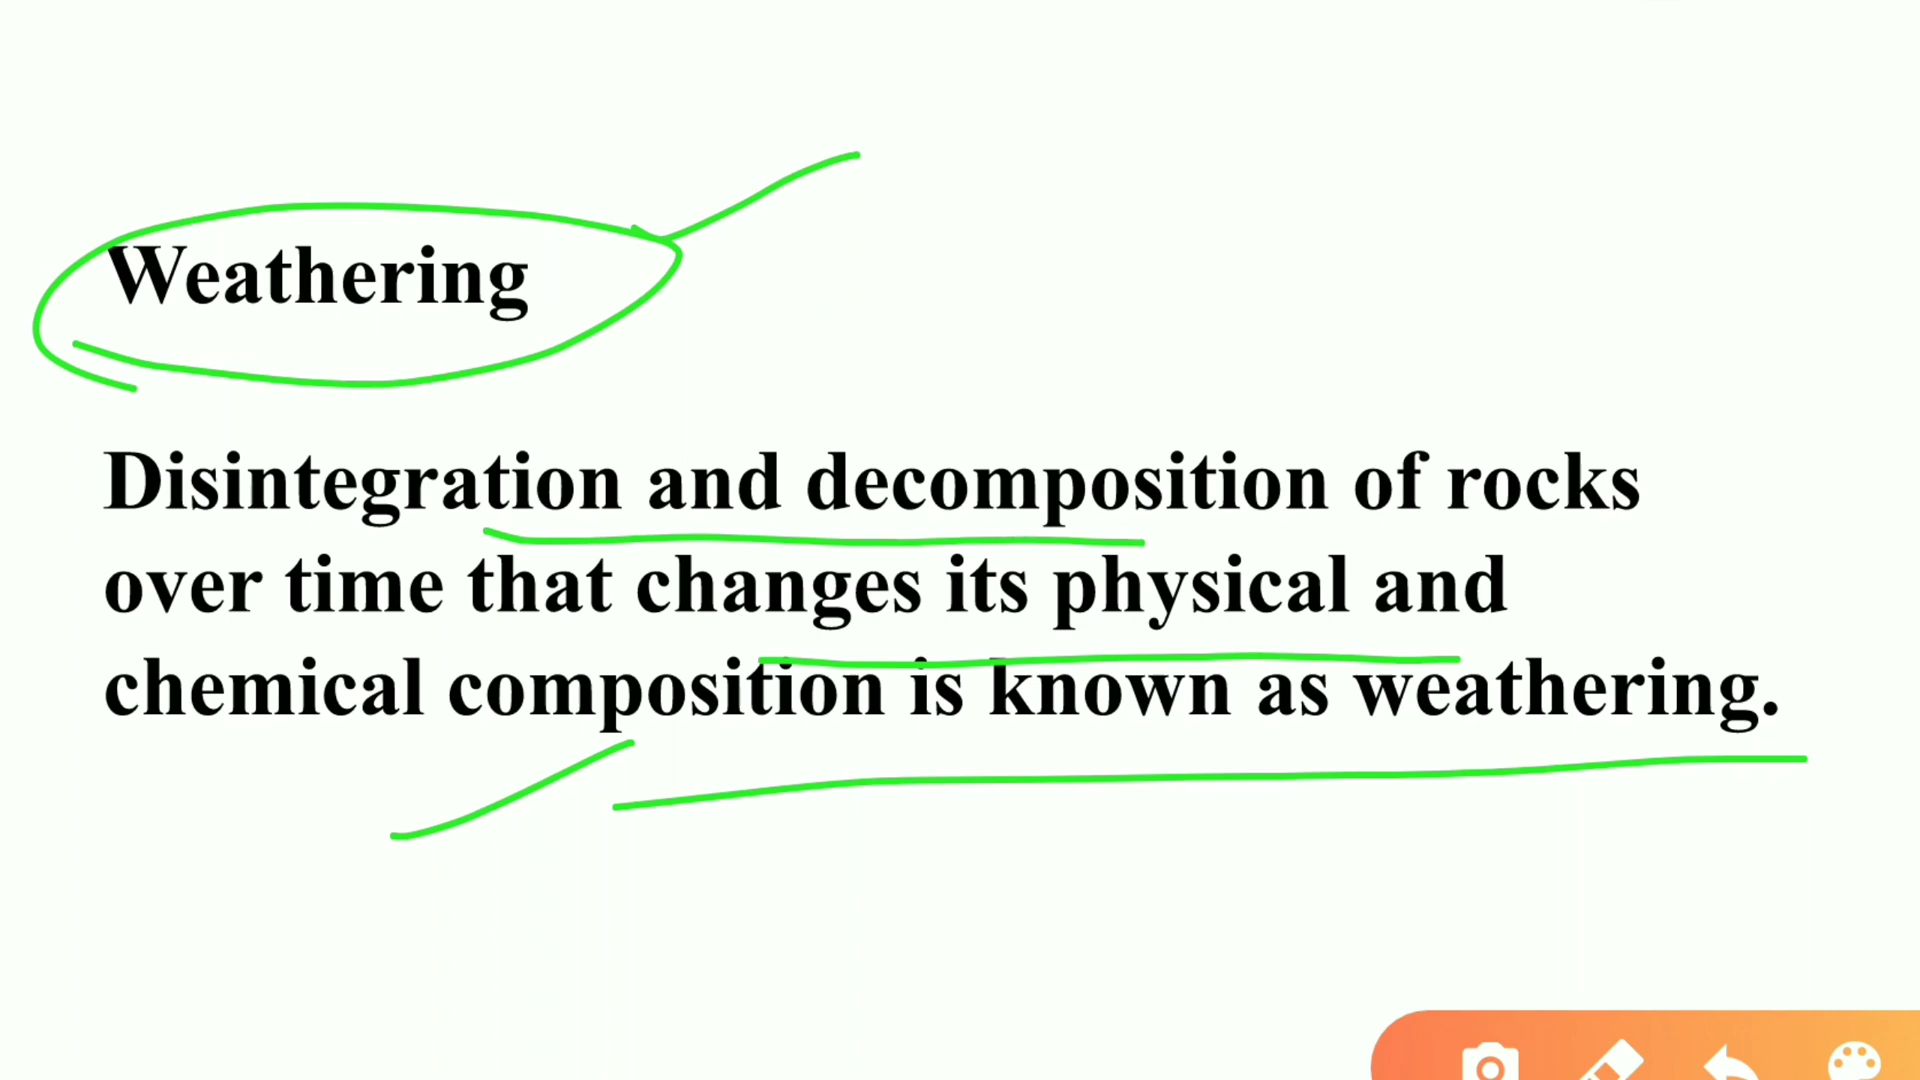 Weathering
Disintegration and decomposition of rocks
over time that changes its physical and
chemical composition is known as weathering.